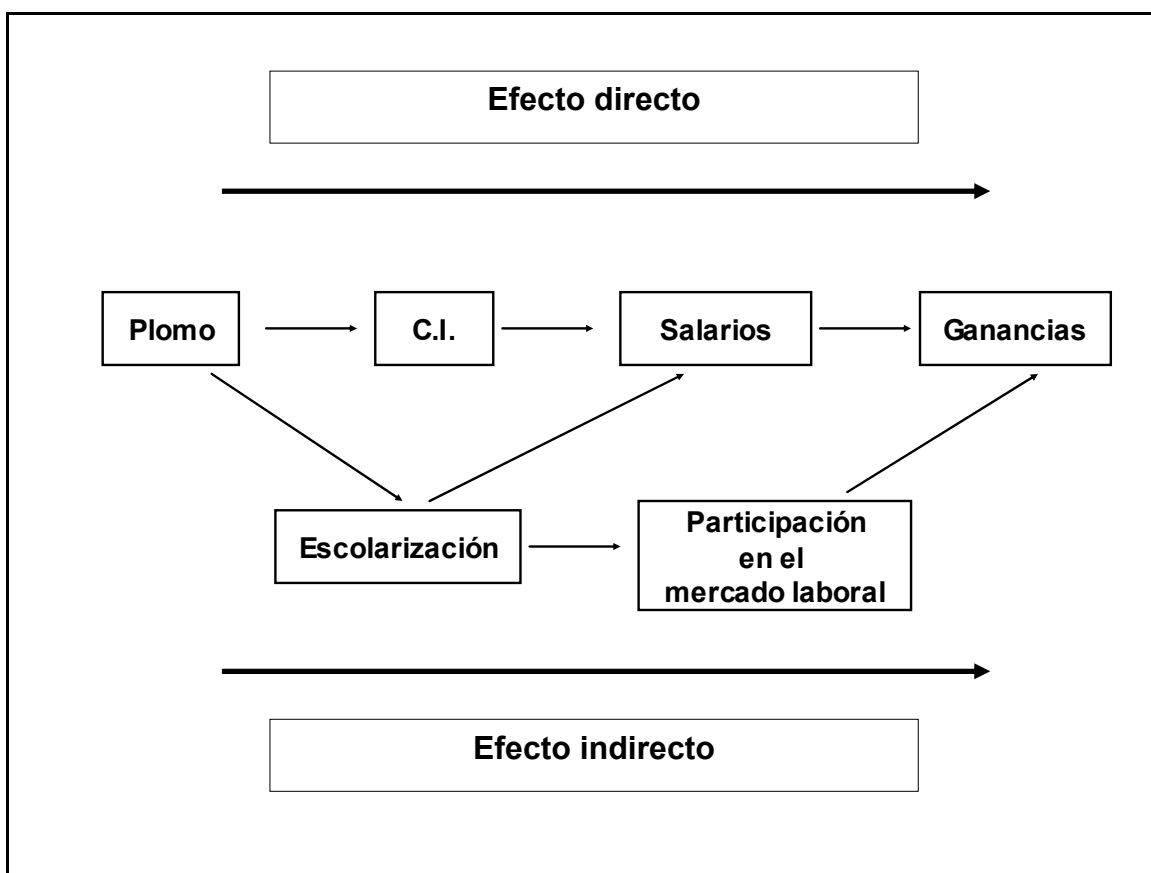 Efecto directo
Plomo
C.I.
Salarios
Ganancias
Escolarización
Participación
en el
mercado laboral
Efecto indirecto